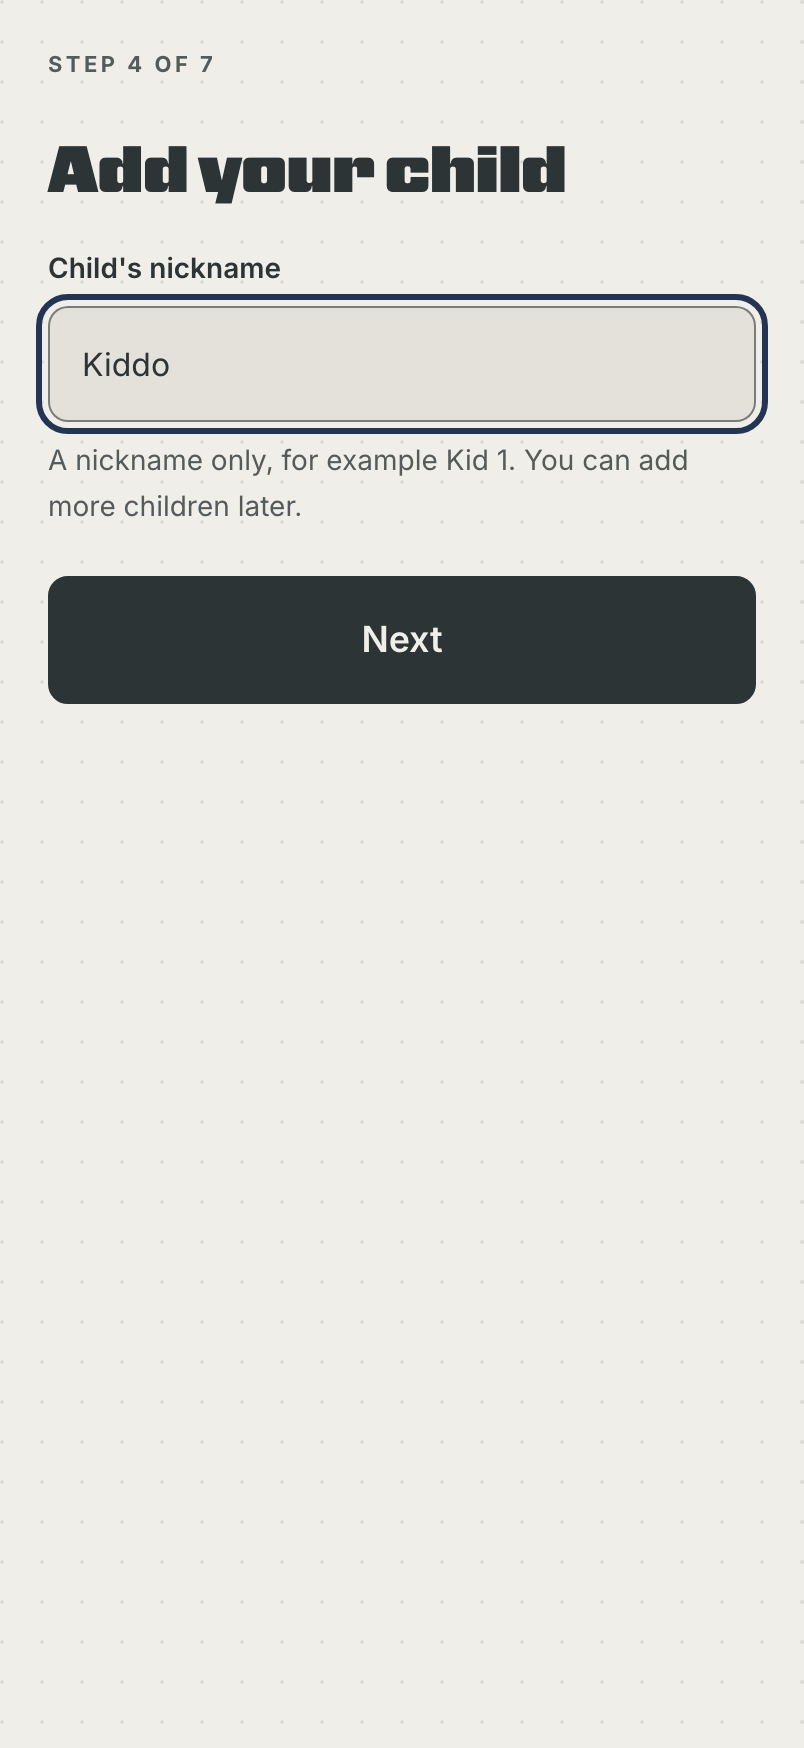 STEP 4 OF 7
Add your child
Child's nickname
Kiddo
A nickname only, for example Kid 1. You can add
more children later.
Next